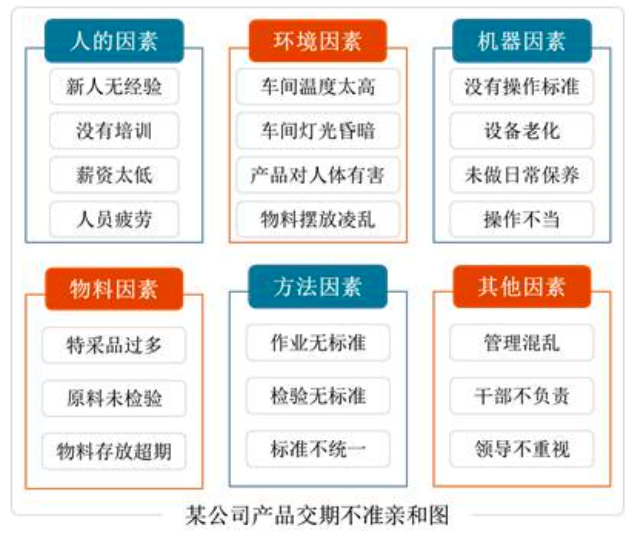 人的因素
新人无经验
没有培训
薪资太低
人员疲劳
环境因素
车间温度太高
车间灯光昏暗
产品对人体有害
物料摆放凌乱
机器因素
没有操作标准
设备老化
未做日常保养
操作不当
物料因素
特采品过多
原料未检验
物料存放超期
方法因素
作业无标准
检验无标准
标准不统一
其他因素
管理混乱
干部不负责
领导不重视
某公司产品交期不准亲和图